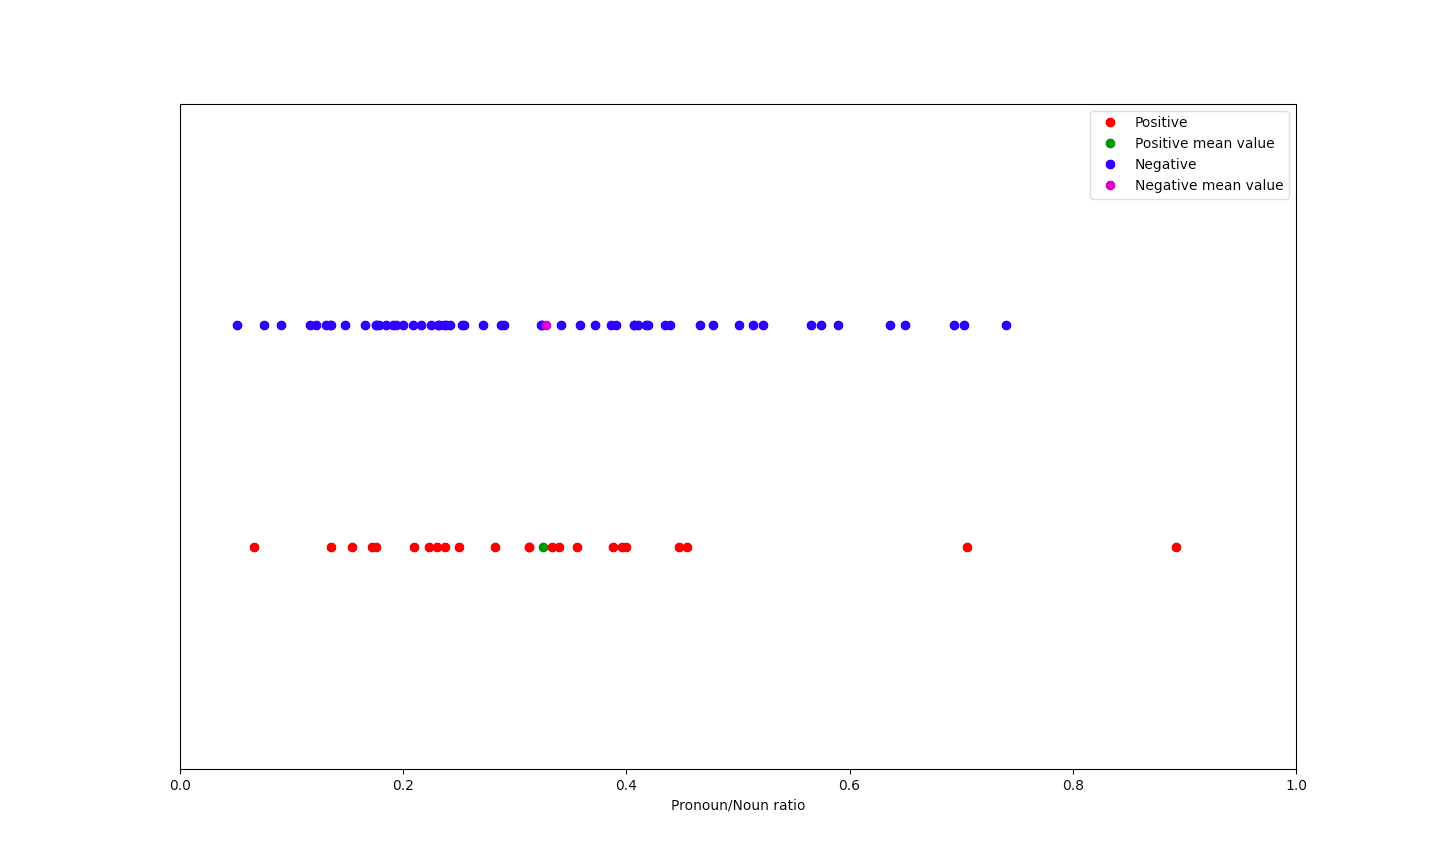 Positive
Positive mean value
Negative
Negative mean value
0.0 0.2 0.4 0.6 0.8 1.0
Pronoun/Noun ratio